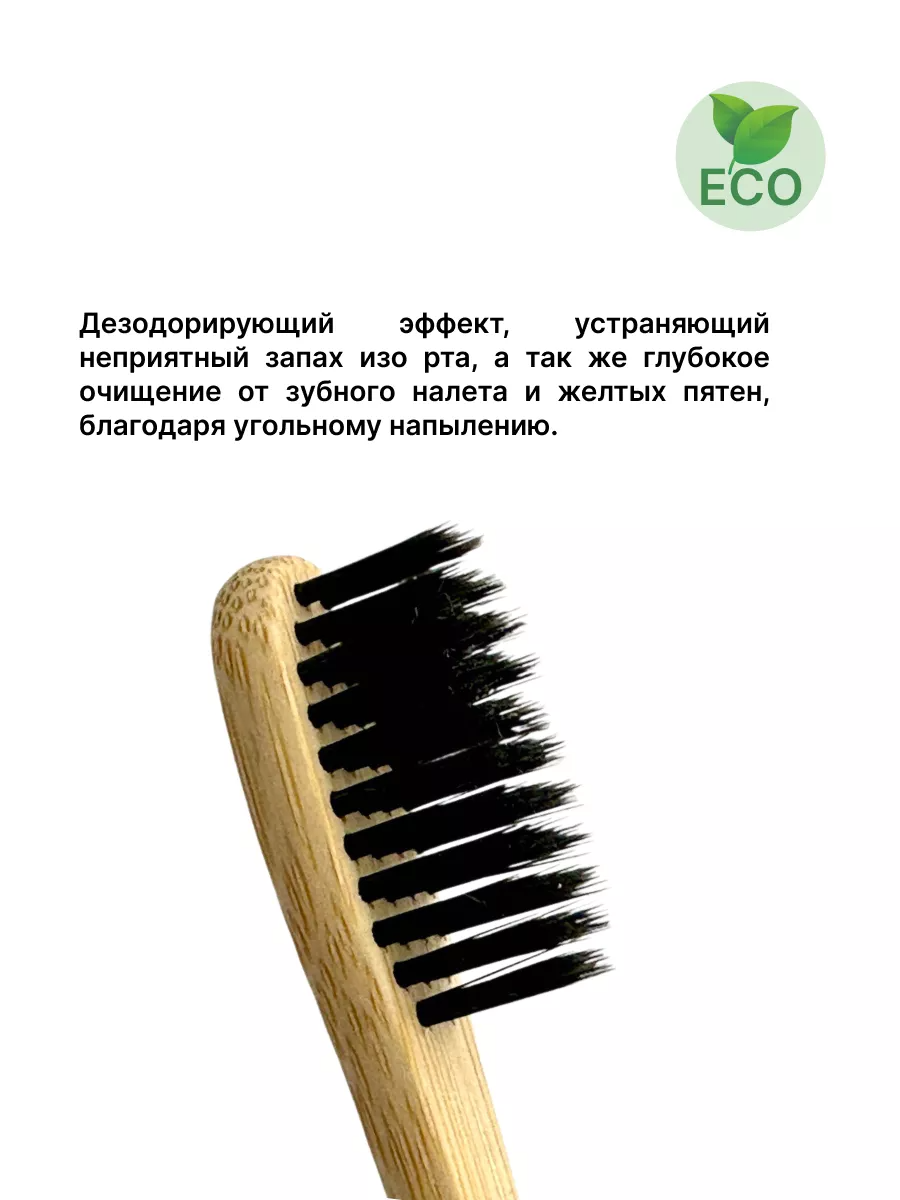 ECO
Дезодорирующий эффект, устраняющий
неприятный запах изо рта, а так же глубокое
очищение от зубного налета и желтых пятен,
благодаря угольному напылению.